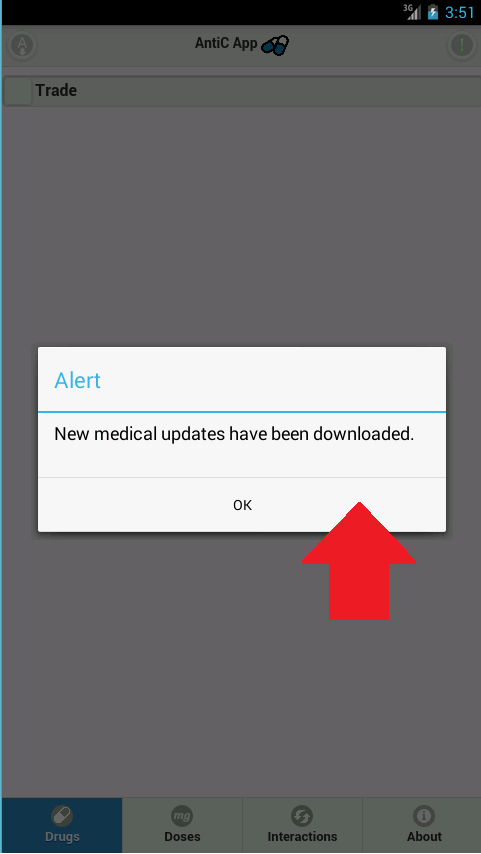 3G 3:51
A AntiC App !
Trade
Alert
New medical updates have been downloaded.
OK
mg
Drugs Doses Interactions About